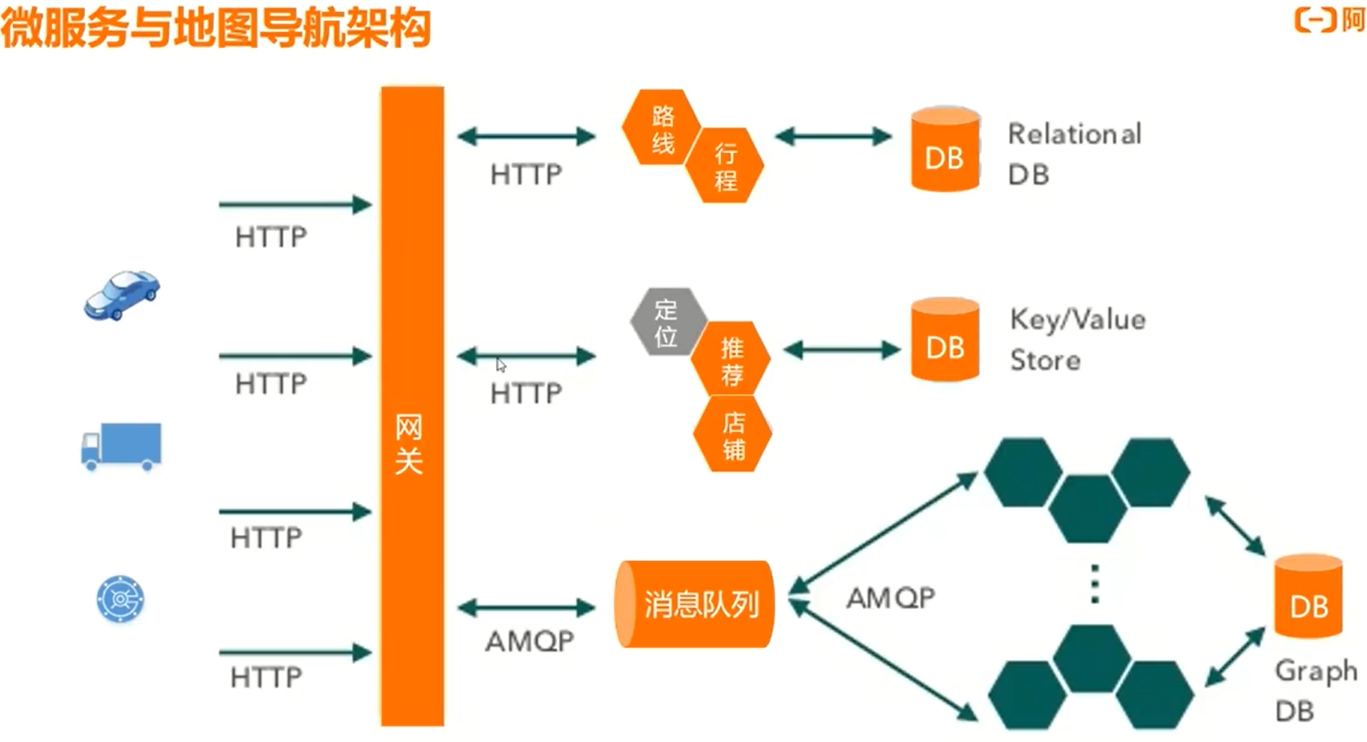 微服务与地图导航架构
阿
HTTP
HTTP
HTTP
HTTP
网
关
HTTP
HTTP
AMQP
路
线
行
程
DB
Relational
DB
定
位
推
荐
店
铺
DB
Key/Value
Store
消息队列
AMQP
DB
Graph
DB